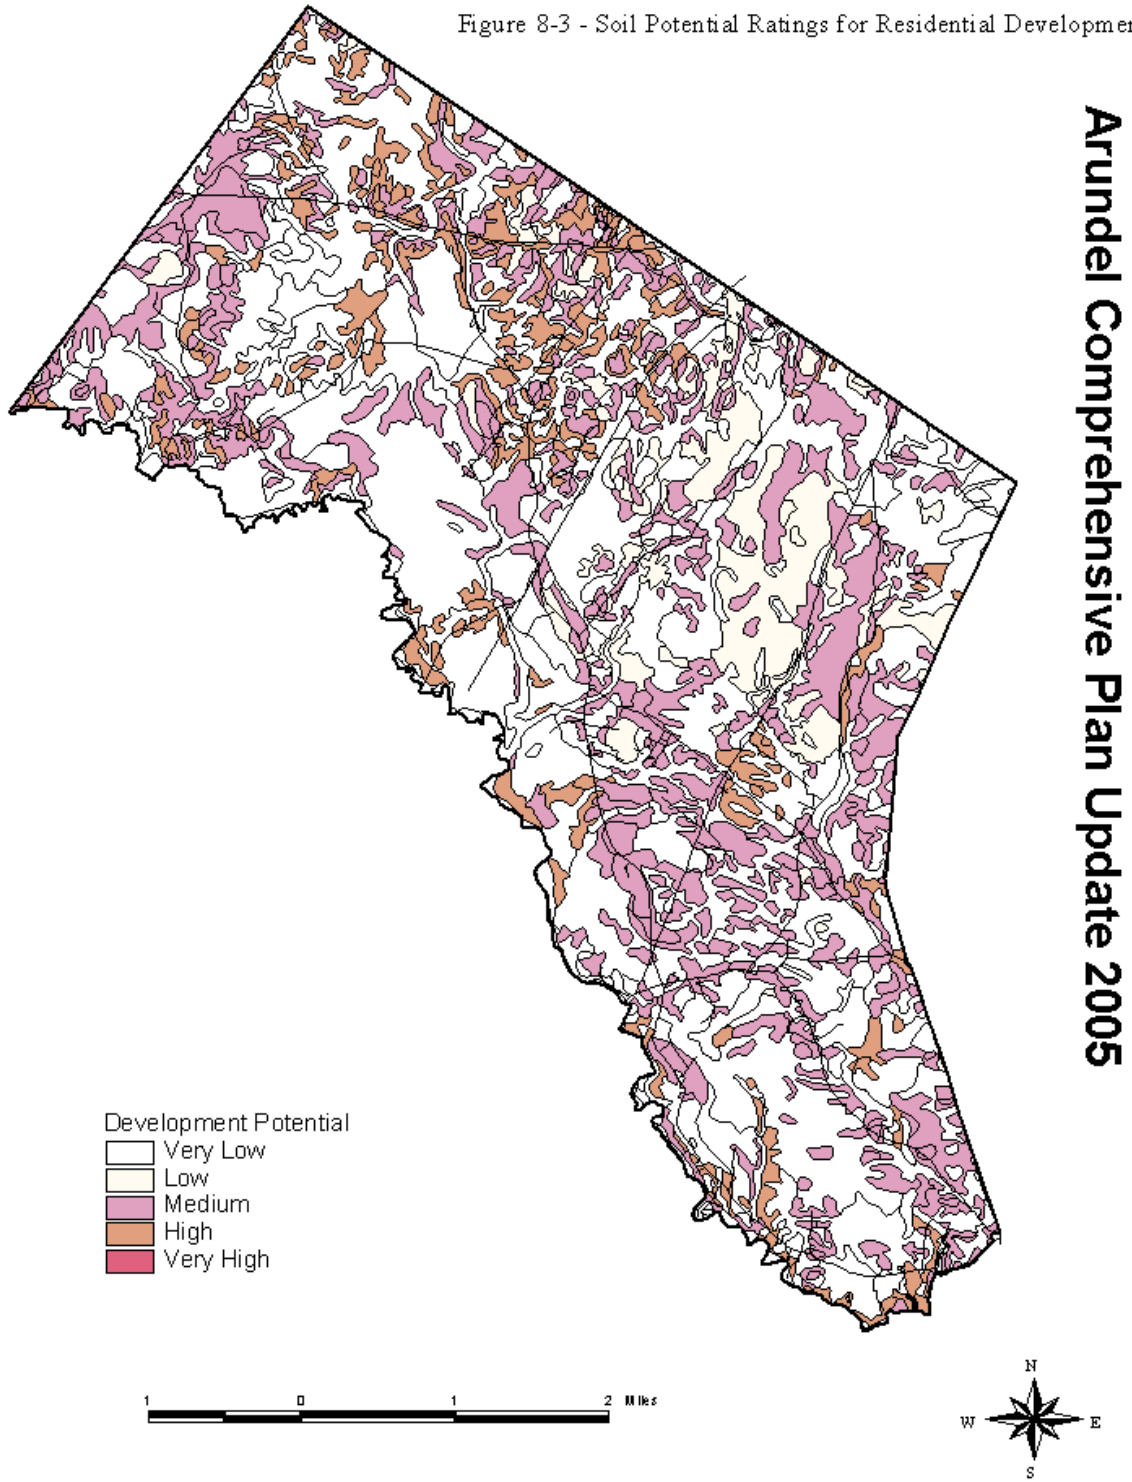 Figure 8-3 - Soil Potential Ratings for Residential Developmen
Arundel Comprehensive Plan Update 2005
Development Potential
Very Low
Low
Medium
High
Very High
1 0 1 2 Miles
N
W E
S